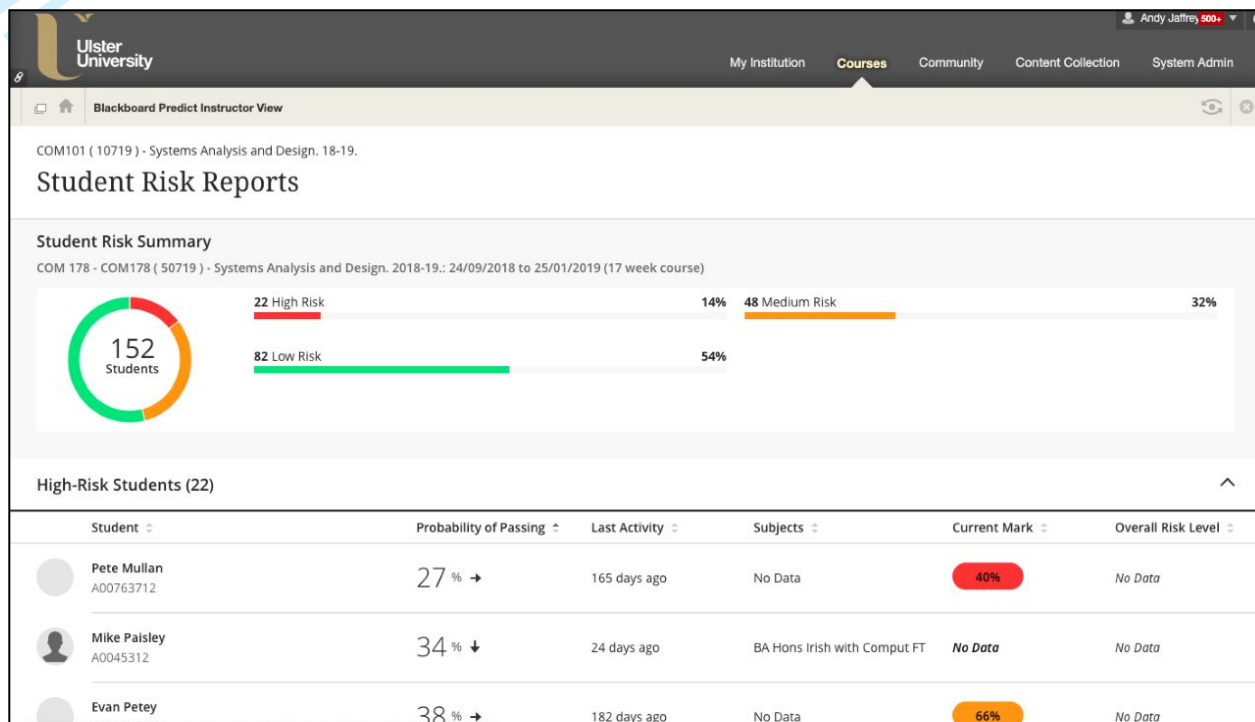 Andy Jaffrey 500+
Ulster
University
My Institution Courses Community Content Collection System Admin
Blackboard Predict Instructor View
COM101 ( 10719 ) - Systems Analysis and Design. 18-19.
Student Risk Reports
Student Risk Summary
COM 178 - COM178 ( 50719 ) - Systems Analysis and Design. 2018-19.: 24/09/2018 to 25/01/2019 (17 week course)
152
Students
22 High Risk 14%
48 Medium Risk 32%
82 Low Risk 54%
High-Risk Students (22)
Student Probability of Passing Last Activity Subjects Current Mark Overall Risk Level
Pete Mullan
A00763712
27 % 165 days ago No Data 40% No Data
Mike Paisley
A0045312
34 % 24 days ago BA Hons Irish with Comput FT No Data No Data
Evan Petey
38 % 182 days ago No Data 66% No Data